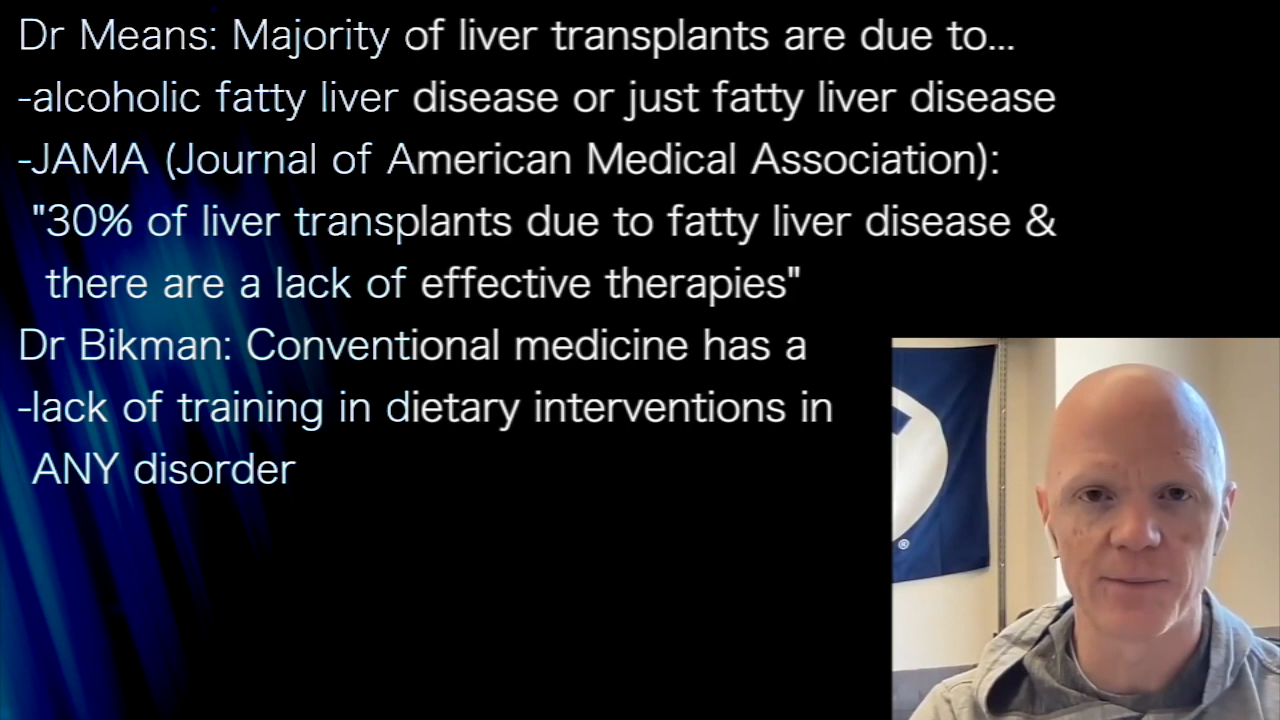 Dr Means: Majority of liver transplants are due to...
-alcoholic fatty liver disease or just fatty liver disease
-JAMA (Journal of American Medical Association):
"30% of liver transplants due to fatty liver disease &
there are a lack of effective therapies"
Dr Bikman: Conventional medicine has a
-lack of training in dietary interventions in
ANY disorder
®